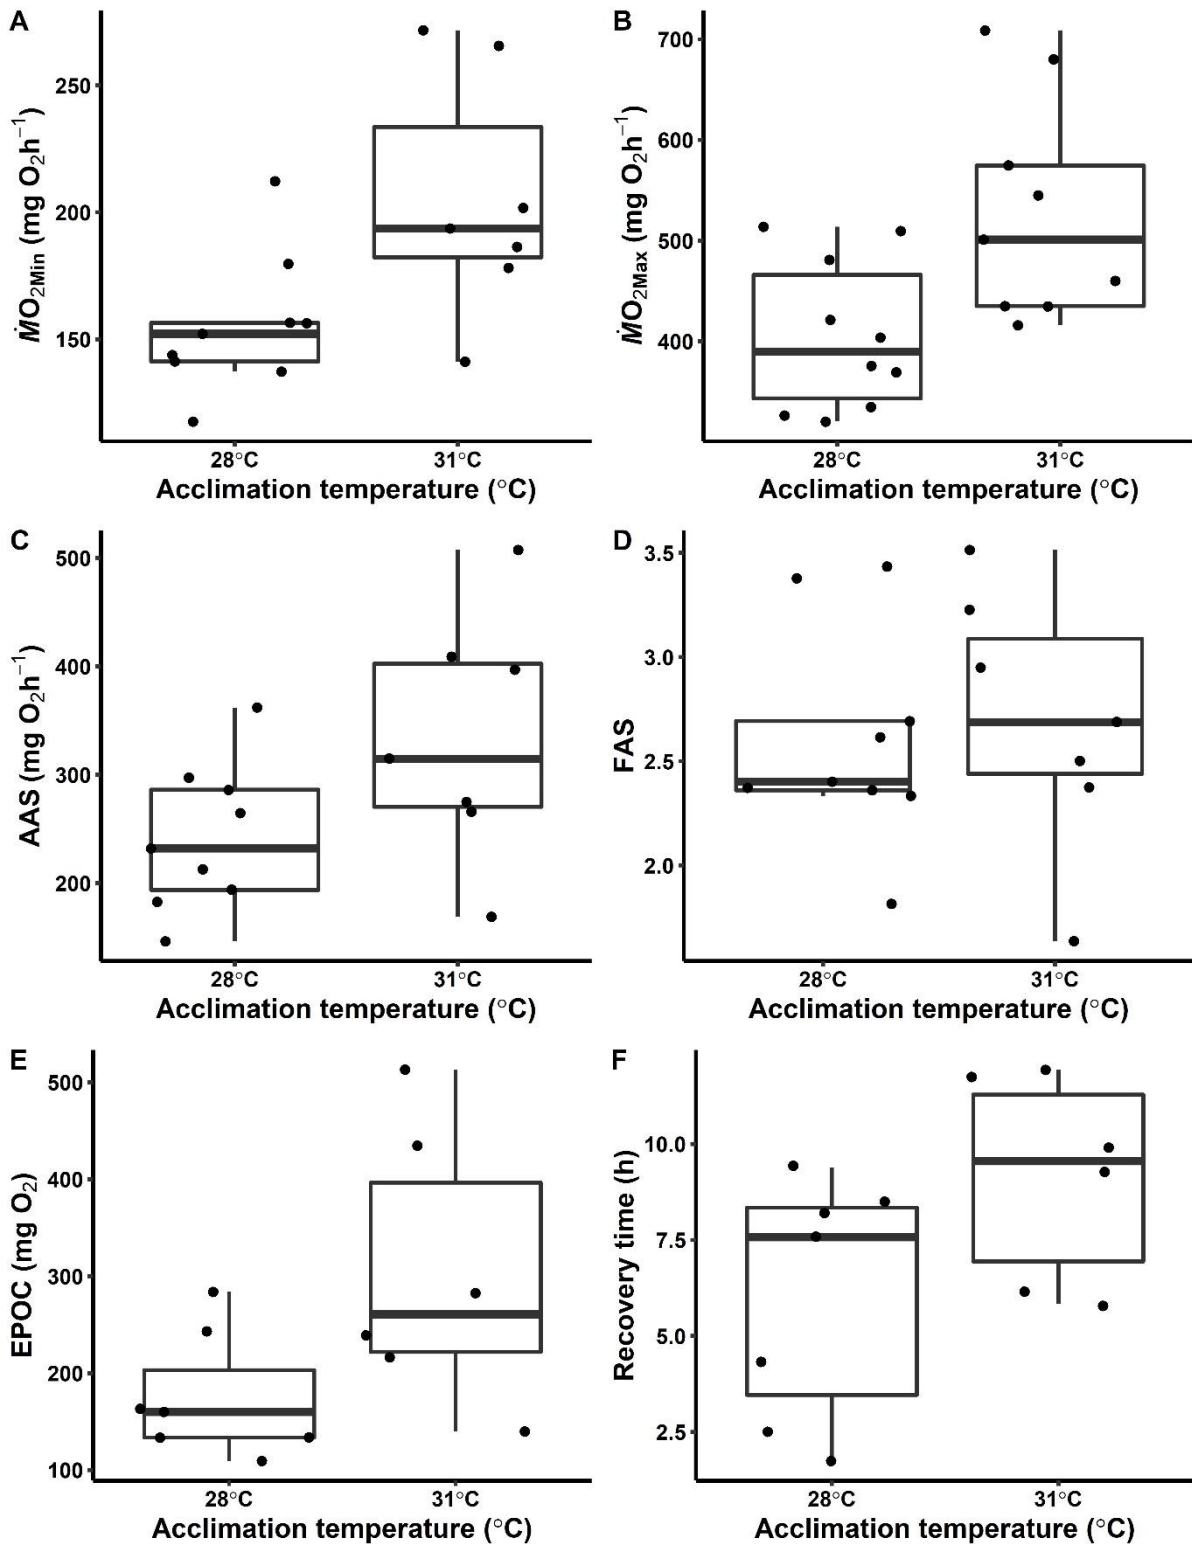 A
ṀO₂Min (mg O₂h⁻¹)
250
200
150
28°C 31°C
Acclimation temperature (°C)
B
ṀO₂Max (mg O₂h⁻¹)
700
600
500
400
28°C 31°C
Acclimation temperature (°C)
C
AAS (mg O₂h⁻¹)
500
400
300
200
28°C 31°C
Acclimation temperature (°C)
D
FAS
3.5
3.0
2.5
2.0
28°C 31°C
Acclimation temperature (°C)
E
EPOC (mg O₂)
500
400
300
200
100
28°C 31°C
Acclimation temperature (°C)
F
Recovery time (h)
10.0
7.5
5.0
2.5
28°C 31°C
Acclimation temperature (°C)